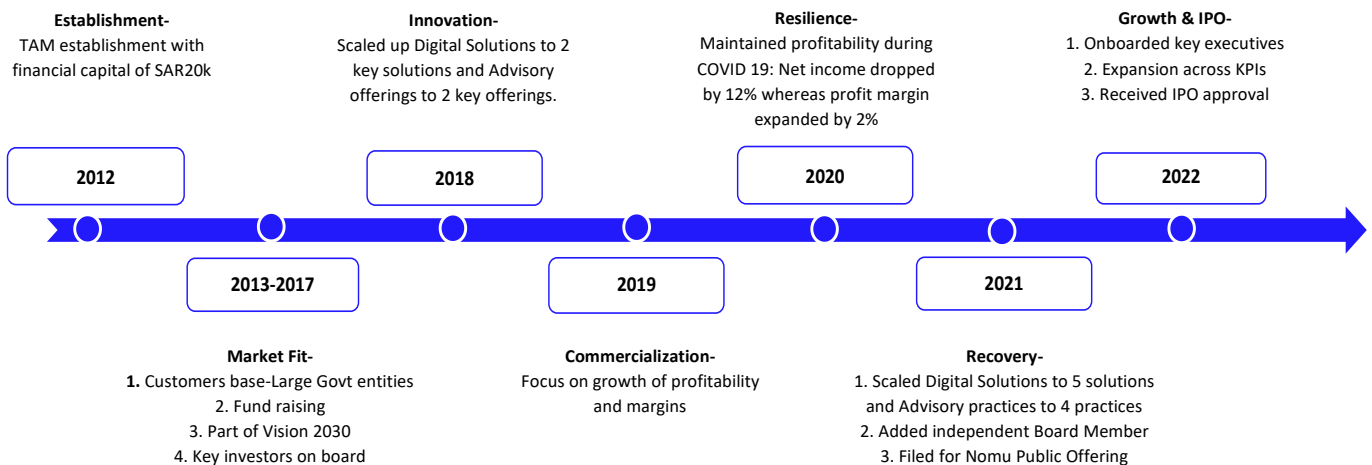 Establishment-
TAM establishment with
financial capital of SAR20k
Innovation-
Scaled up Digital Solutions to 2
key solutions and Advisory
offerings to 2 key offerings.
Resilience-
Maintained profitability during
COVID 19: Net income dropped
by 12% whereas profit margin
expanded by 2%
Growth & IPO-
1. Onboarded key executives
2. Expansion across KPIs
3. Received IPO approval
2012
2018
2020
2022
2013-2017
2019
2021
Market Fit-
1. Customers base-Large Govt entities
2. Fund raising
3. Part of Vision 2030
4. Key investors on board
Commercialization-
Focus on growth of profitability
and margins
Recovery-
1. Scaled Digital Solutions to 5 solutions
and Advisory practices to 4 practices
2. Added independent Board Member
3. Filed for Nomu Public Offering